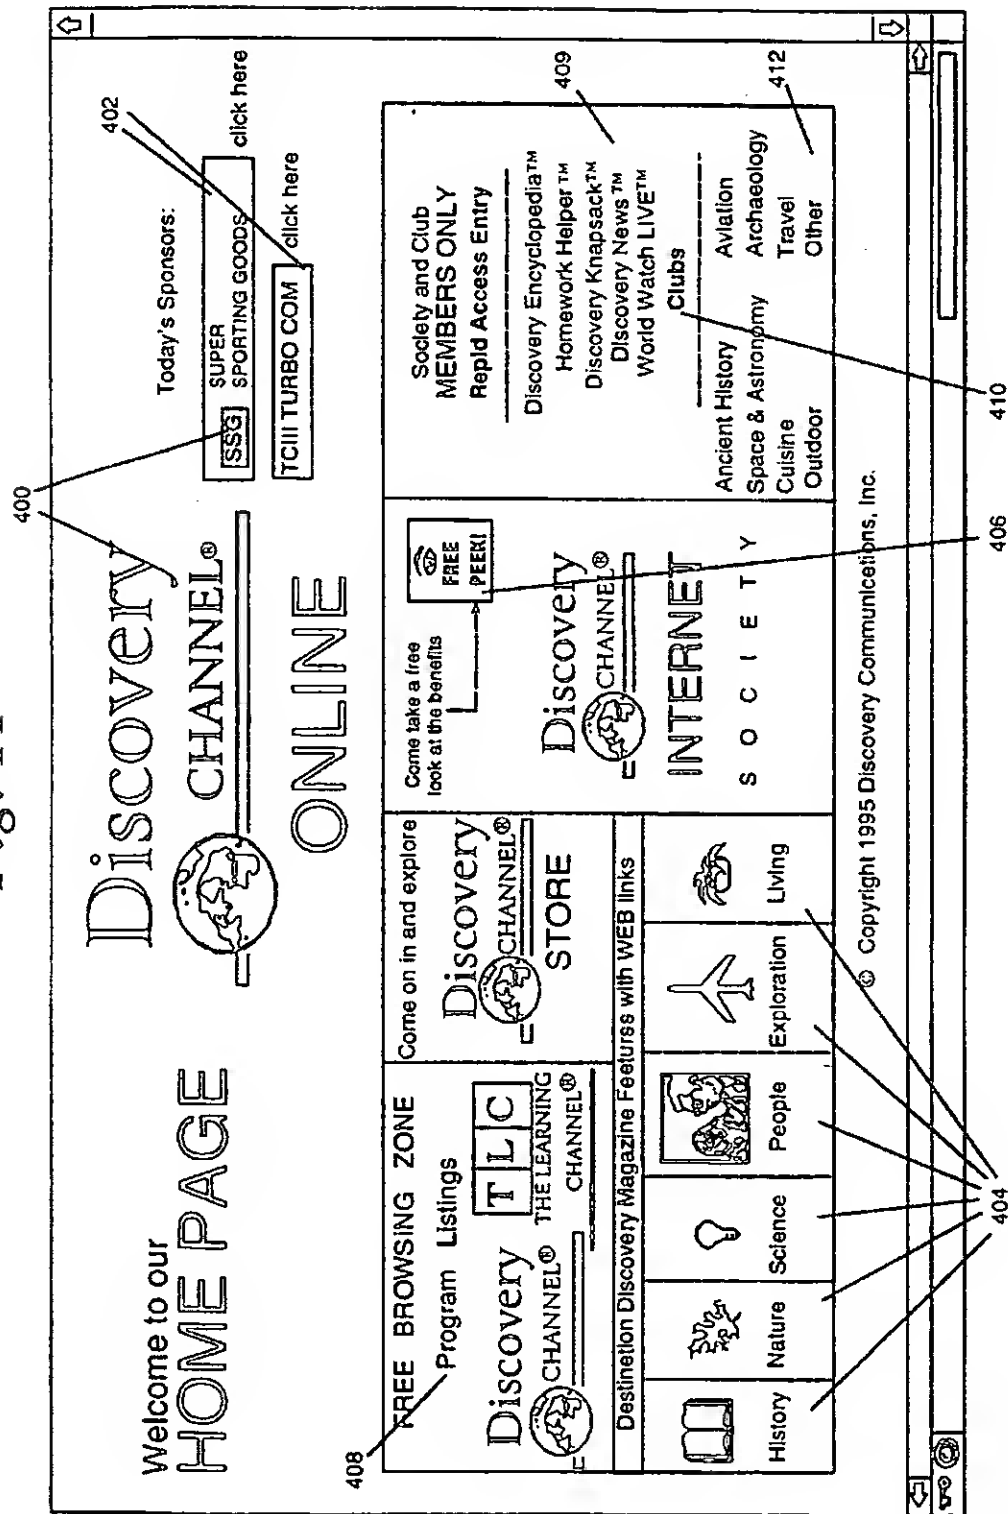 400
Welcome to our
HOME PAGE
Discovery
CHANNEL®
ONLINE
Today's Sponsors:
402
SSG
SUPER
SPORTING GOODS
click here
TCIII TURBO COM
click here
408
FREE BROWSING ZONE
Program Listings
Discovery
CHANNEL®
T L C
THE LEARNING
CHANNEL®
Come on in and explore
Discovery
CHANNEL®
STORE
Destinetion Discovery Magazine Feeturss with WEB links
History
Nature
Science
People
Exploration
Living
404
Come take a free
look at the benefits
FREE
PEEK!
Discovery
CHANNEL®
INTERNET
SOCIETY
406
Society and Club
MEMBERS ONLY
Repid Access Entry
Discovery Encyclopedia™
Homework Helper™
Discovery Knapsack™
Discovery News™
World Watch LIVE™
409
Clubs
410
Ancient History Aviation
Space & Astronomy Archaeology
Cuisine Travel
Outdoor Other
412
© Copyright 1995 Discovery Communicetions, Inc.